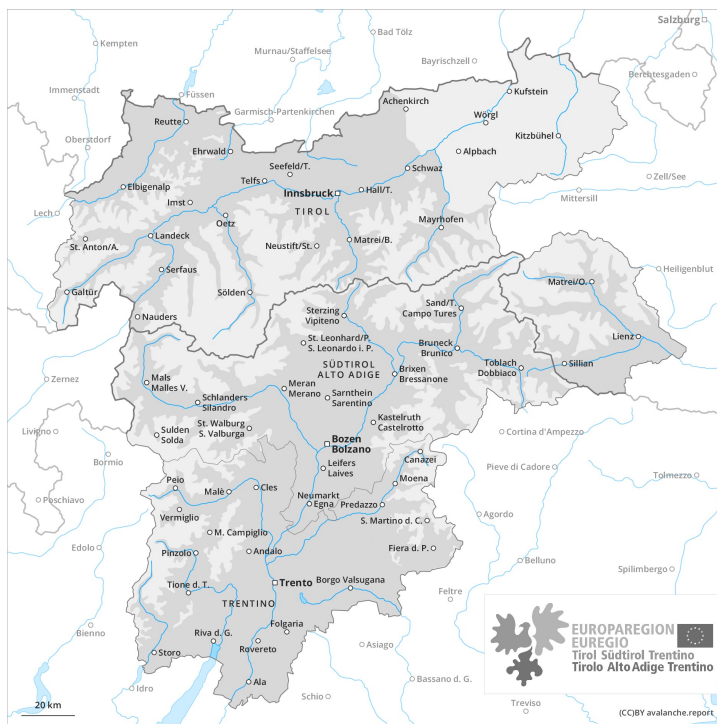 Salzburg
Kempten
Bad Tölz
Murnau/Staffelsee
Bayrischzell
Berchtesgaden
Immenstadt
Füssen
Garmisch-Partenkirchen
Achenkirch
Kufstein
Reutte
Wörgl
Oberstdorf
Ehrwald
Kitzbühel
Alpbach
Seefeld/T.
Schwaz
Telfs
Zell/See
Elbigenalp
Innsbruck
Hall/T.
Mittersill
Imst
TIROL
Lech
Oetz
Mayrhofen
St. Anton/A.
Landeck
Neustift/St.
Matrei/B.
Serfaus
Heiligenblut
Galtür
Sölden
Matrei/O.
Nauders
Sterzing
Vipiteno
Sand/T.
Campo Tures
St. Leonhard/P.
S. Leonardo i. P.
Bruneck
Brunico
Lienz
Toblach
Dobbiaco
Sillian
SÜDTIROL
ALTO ADIGE
Brixen
Bressanone
Zernez
Mals
Malles V.
Meran
Merano
Sarnthein
Sarentino
Schlanders
Silandro
Kastelruth
Castelrotto
St. Walburg
S. Valburga
Livigno
Sulden
Solda
Cortina d'Ampezzo
Bozen
Bolzano
Bormio
Canazei
Leifers
Laives
Pieve di Cadore
Tolmezzo
Peio
Moena
Malè
Cles
Poschiavo
Neumarkt
Egna
Predazzo
Vermiglio
Agordo
S. Martino d. C.
M. Campiglio
Edolo
Pinzolo
Andalo
Fiera d. P.
Belluno
Spilimbergo
Tione d. T.
Trento
Borgo Valsugana
Feltre
TRENTINO
Folgaria
Bienno
Riva d. G.
Rovereto
Asiago
Storo
Idro
Ala
Schio
Bassano d. G.
Treviso
EUROPAREGION
EUREGIO
Tirol Südtirol Trentino
Tirolo Alto Adige Trentino
20 km
(CC)BY avalanche.report